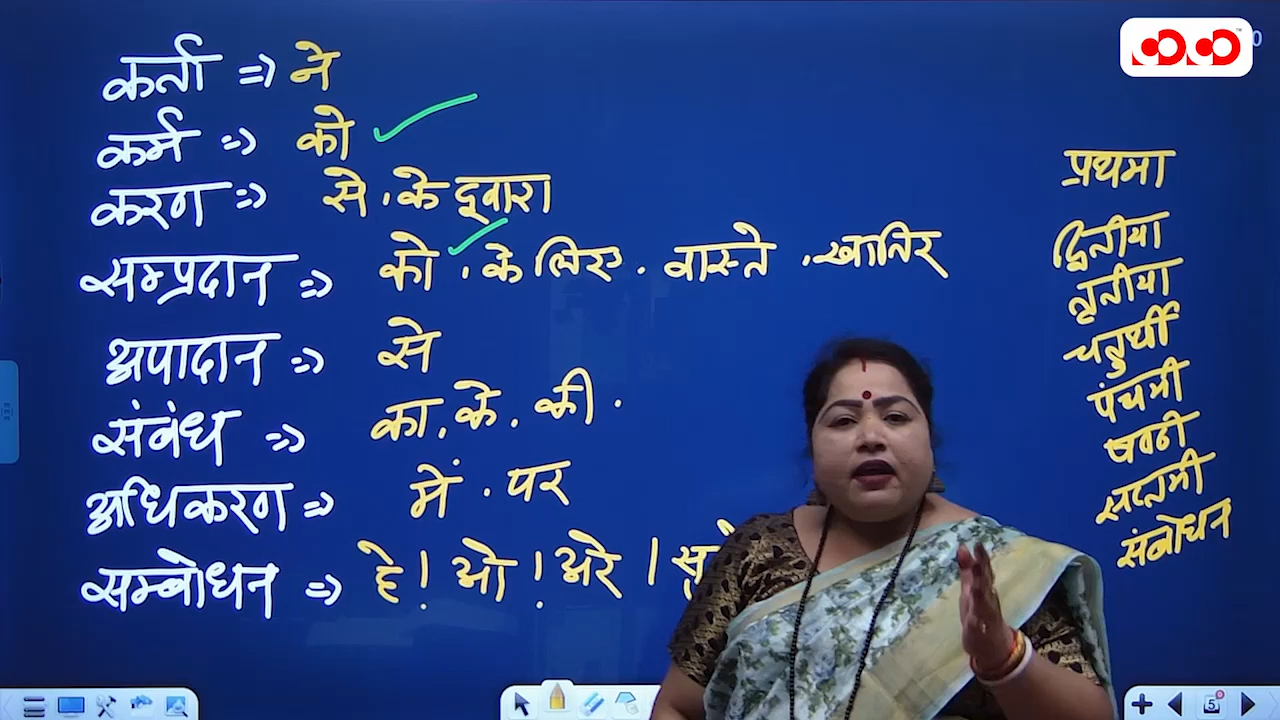 कर्ता => ने
कर्म => को
करण => से, के द्वारा
सम्प्रदान => को, के लिए, वास्ते, खातिर
अपादान => से
संबंध => का, के, की.
अधिकरण => में, पर
सम्बोधन => हे! ओ! अरे!
प्रथमा
द्वितीया
तृतीया
चतुर्थी
पंचमी
षष्ठी
सप्तमी
संबोधन
5